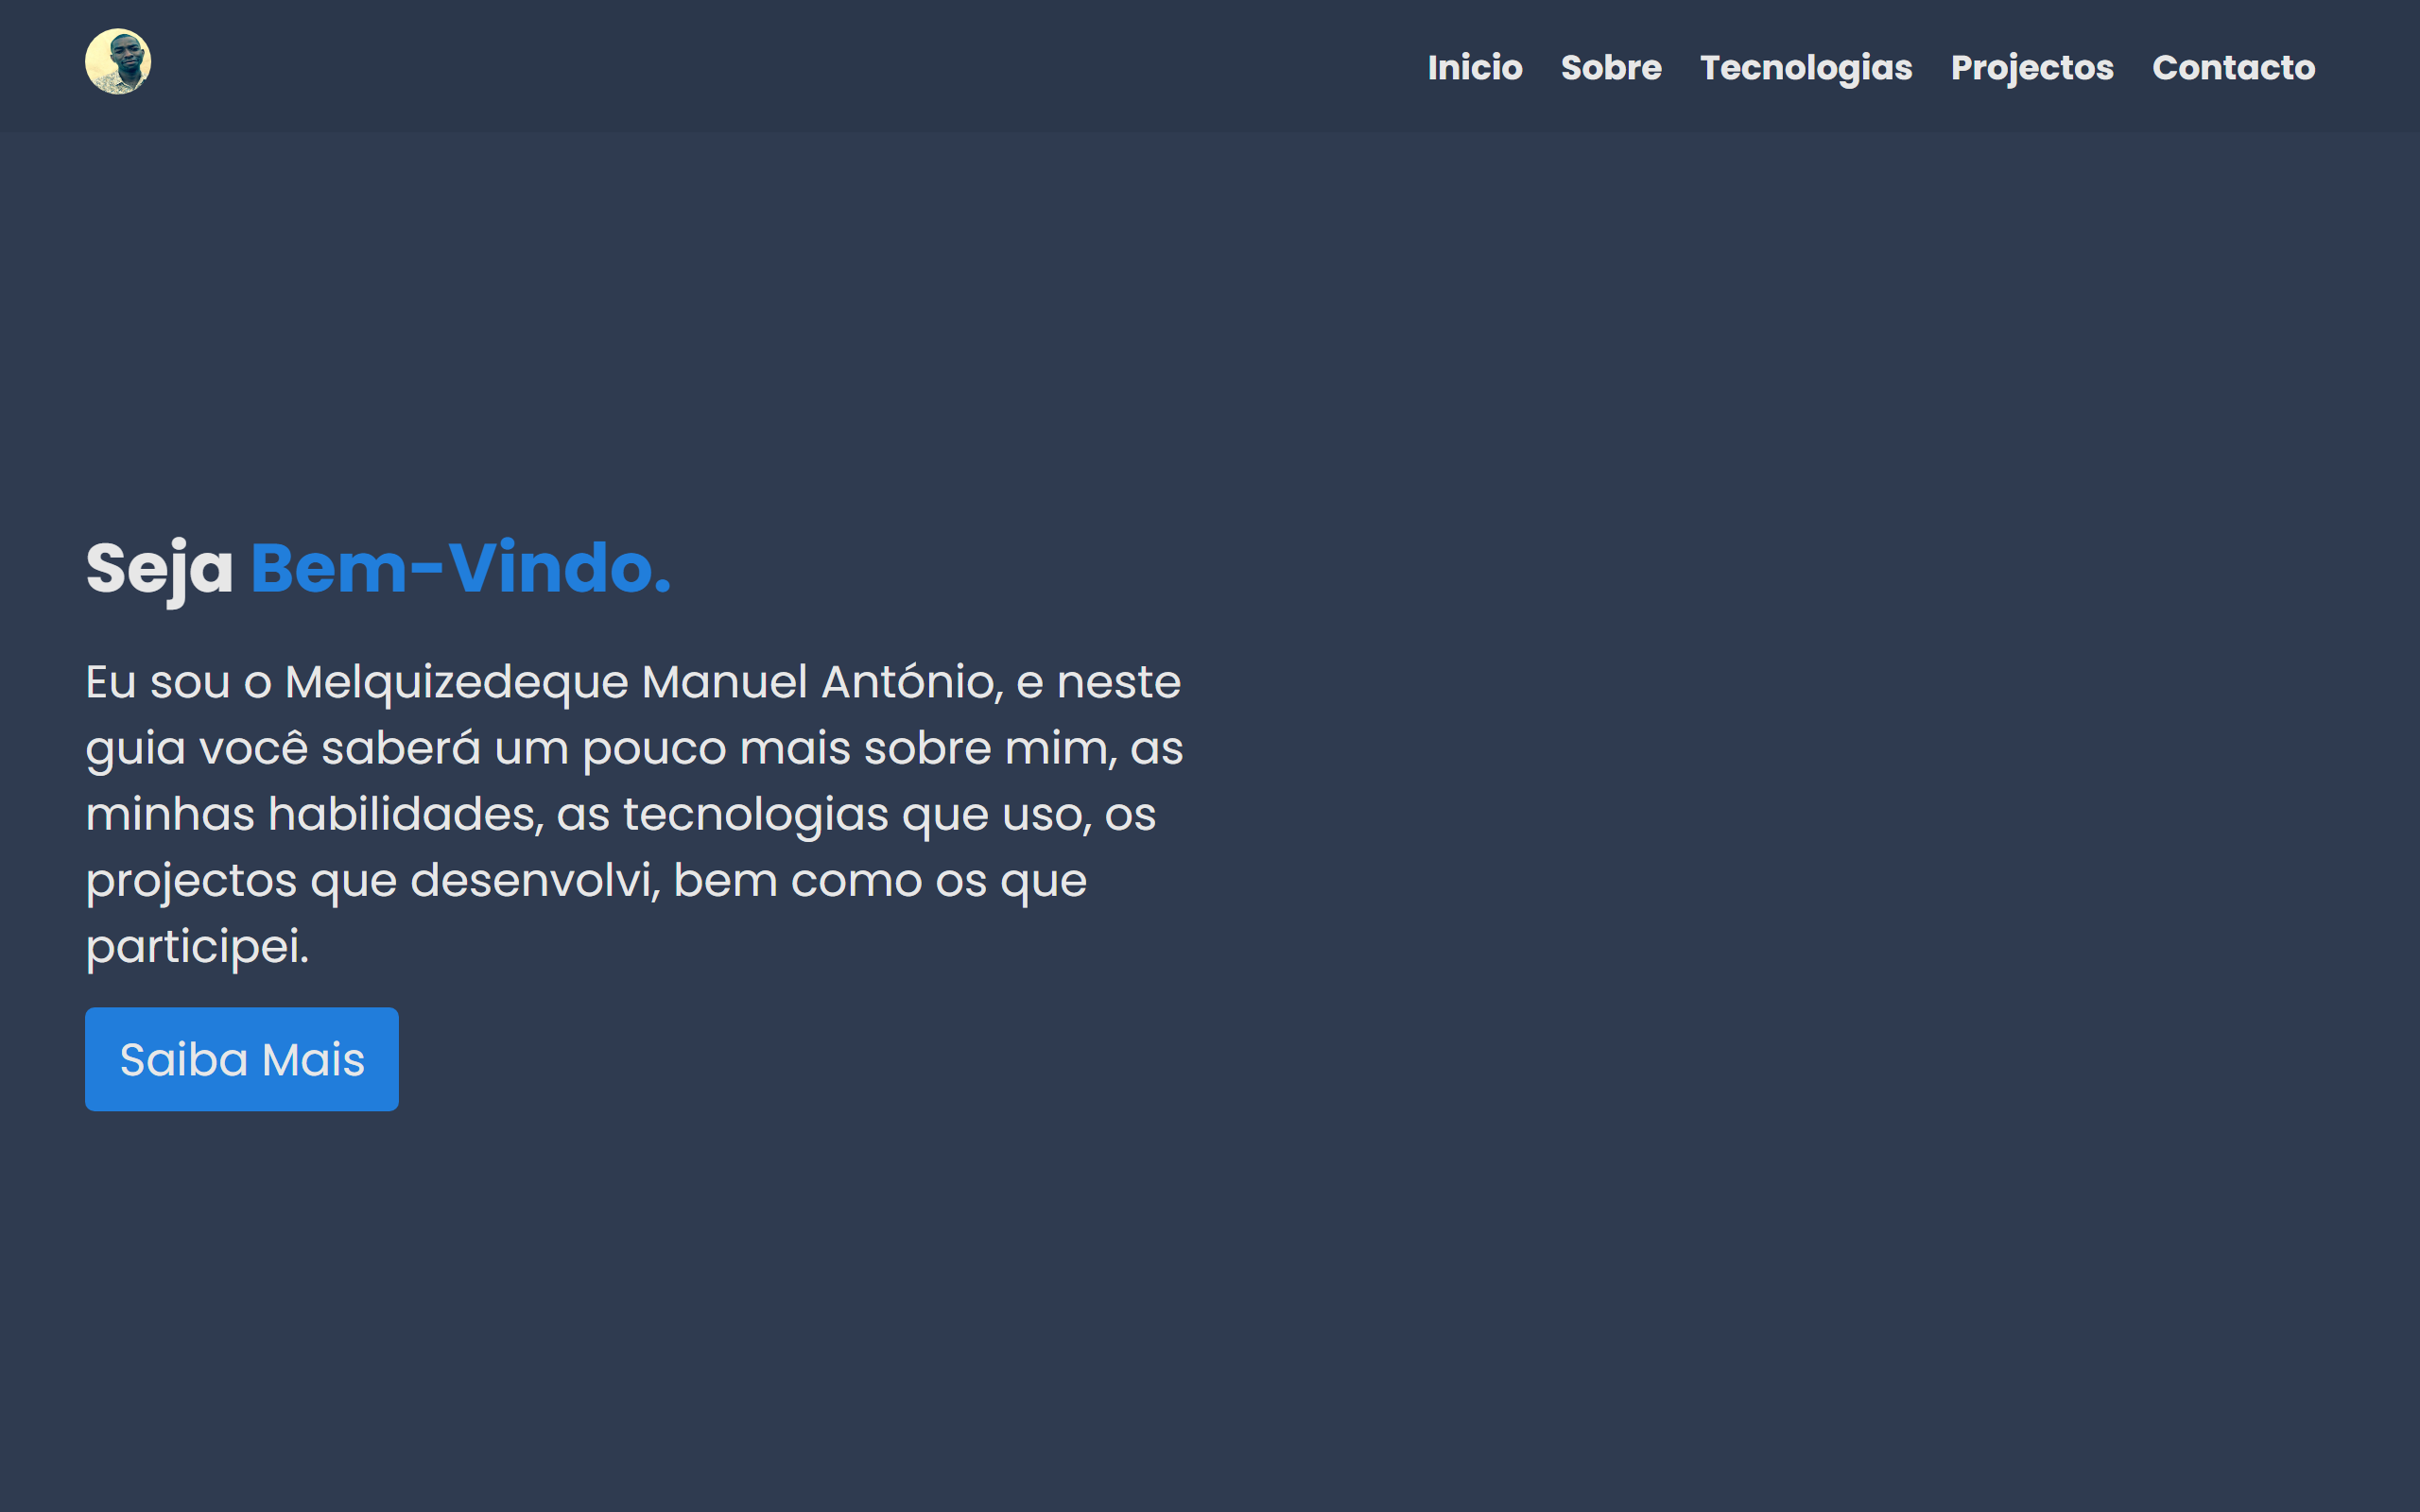 Inicio Sobre Tecnologias Projectos Contacto
Seja Bem-Vindo.
Eu sou o Melquizedeque Manuel António, e neste
guia você saberá um pouco mais sobre mim, as
minhas habilidades, as tecnologias que uso, os
projectos que desenvolvi, bem como os que
participei.
Saiba Mais